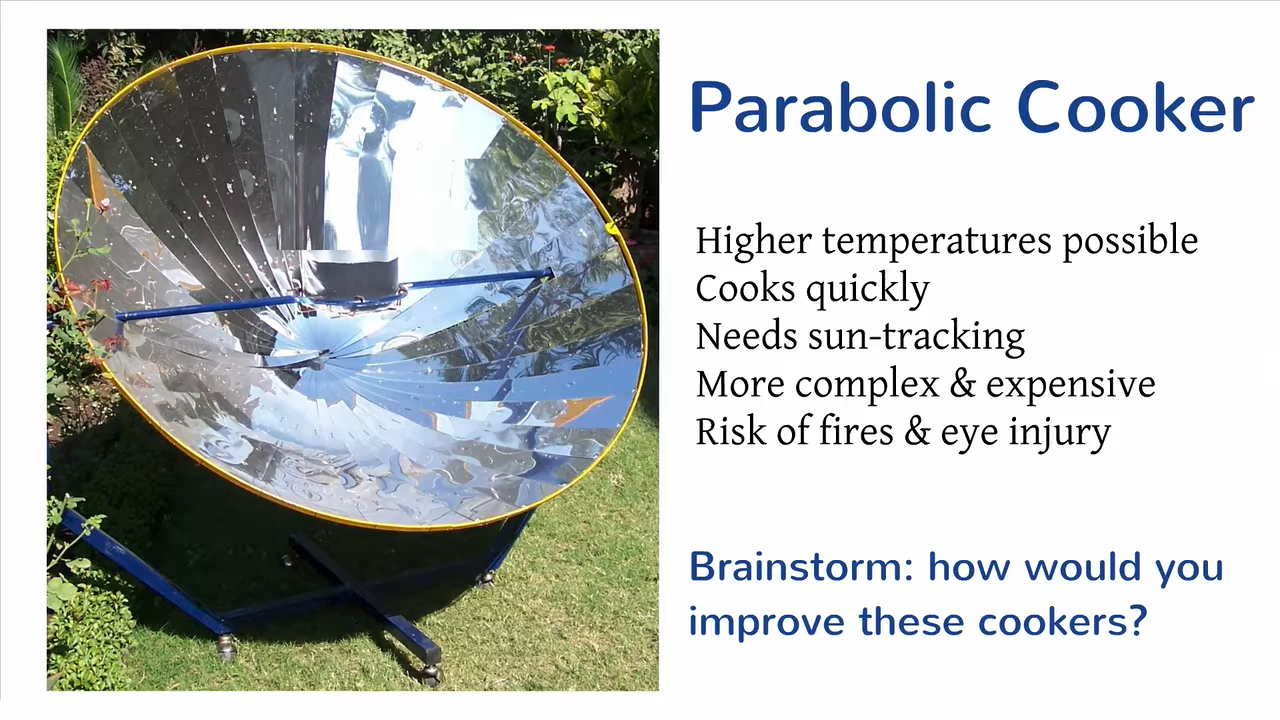 Parabolic Cooker
Higher temperatures possible
Cooks quickly
Needs sun-tracking
More complex & expensive
Risk of fires & eye injury
Brainstorm: how would you
improve these cookers?